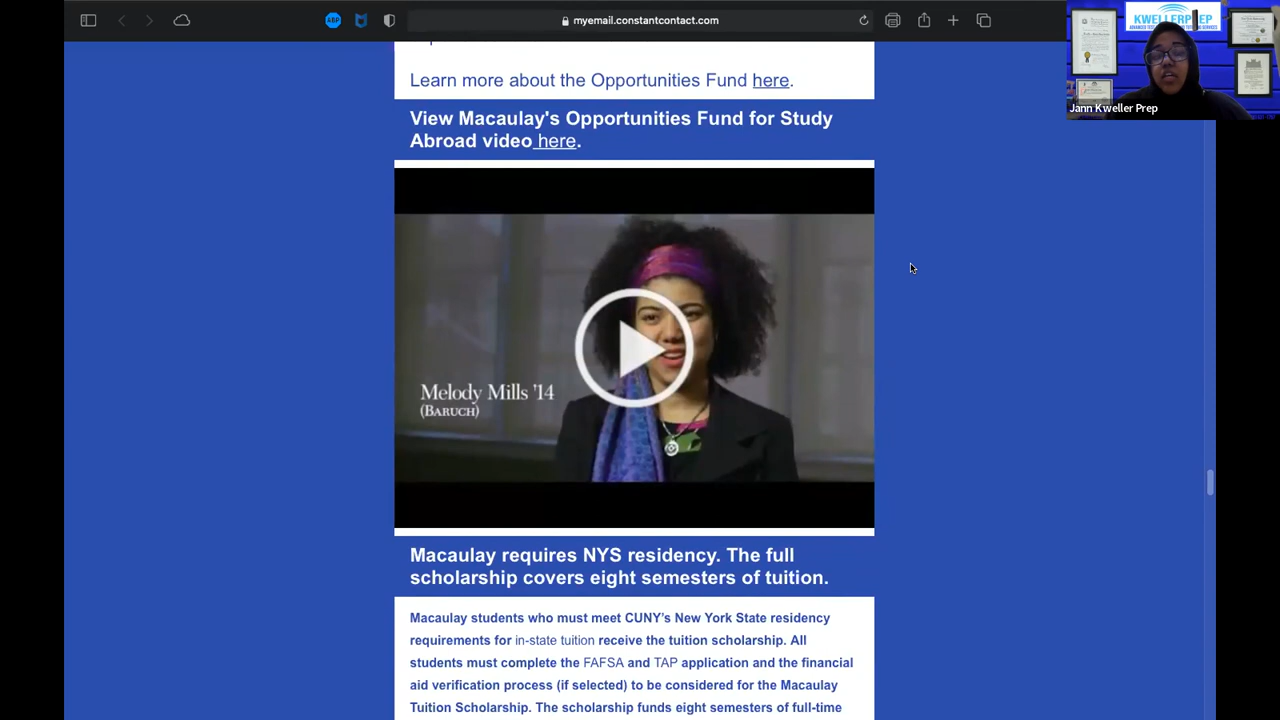 myemail.constantcontact.com
ABP
KWELLERPREP
Jann Kweller Prep
Learn more about the Opportunities Fund here.
View Macaulay's Opportunities Fund for Study
Abroad video here.
Melody Mills '14
(BARUCH)
Macaulay requires NYS residency. The full
scholarship covers eight semesters of tuition.
Macaulay students who must meet CUNY's New York State residency
requirements for in-state tuition receive the tuition scholarship. All
students must complete the FAFSA and TAP application and the financial
aid verification process (if selected) to be considered for the Macaulay
Tuition Scholarship. The scholarship funds eight semesters of full-time